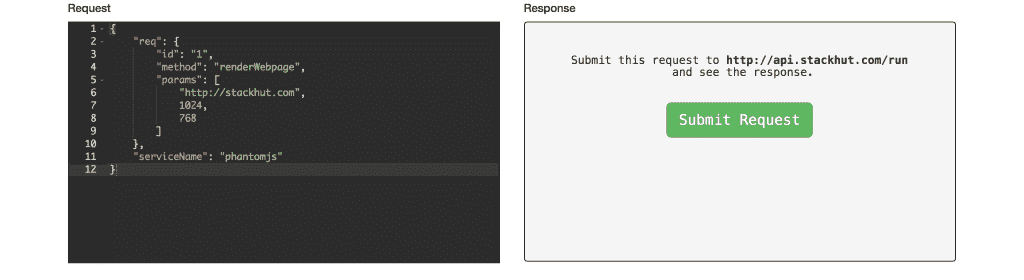 Request
1 {
2 "req": {
3 "id": "1",
4 "method": "renderWebpage",
5 "params": [
6 "http://stackhut.com",
7 1024,
8 768
9 ]
10 },
11 "serviceName": "phantomjs"
12 }
Response
Submit this request to http://api.stackhut.com/run
and see the response.
Submit Request